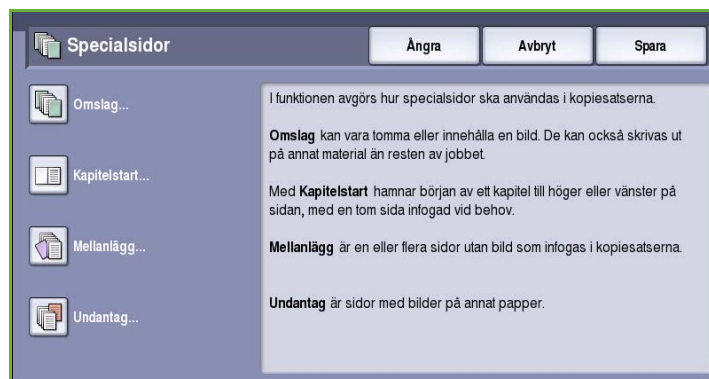 Specialsidor
Ångra
Avbryt
Spara
Omslag...
Kapitelstart...
Mellanlägg...
Undantag...
I funktionen avgörs hur specialsidor ska användas i kopiesatserna.
Omslag kan vara tomma eller innehålla en bild. De kan också skrivas ut
på annat material än resten av jobbet.
Med Kapitelstart hamnar början av ett kapitel till höger eller vänster på
sidan, med en tom sida infogad vid behov.
Mellanlägg är en eller flera sidor utan bild som infogas i kopiesatserna.
Undantag är sidor med bilder på annat papper.